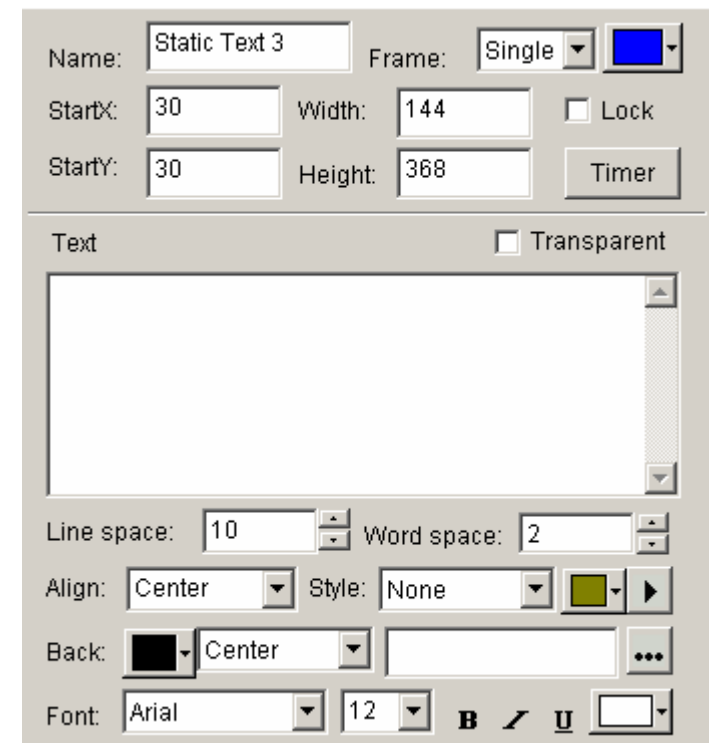 Name: Static Text 3 Frame: Single
StartX: 30 Width: 144 Lock
StartY: 30 Height: 368 Timer
Text Transparent
Line space: 10 Word space: 2
Align: Center Style: None
Back: Center ...
Font: Arial 12 B I U